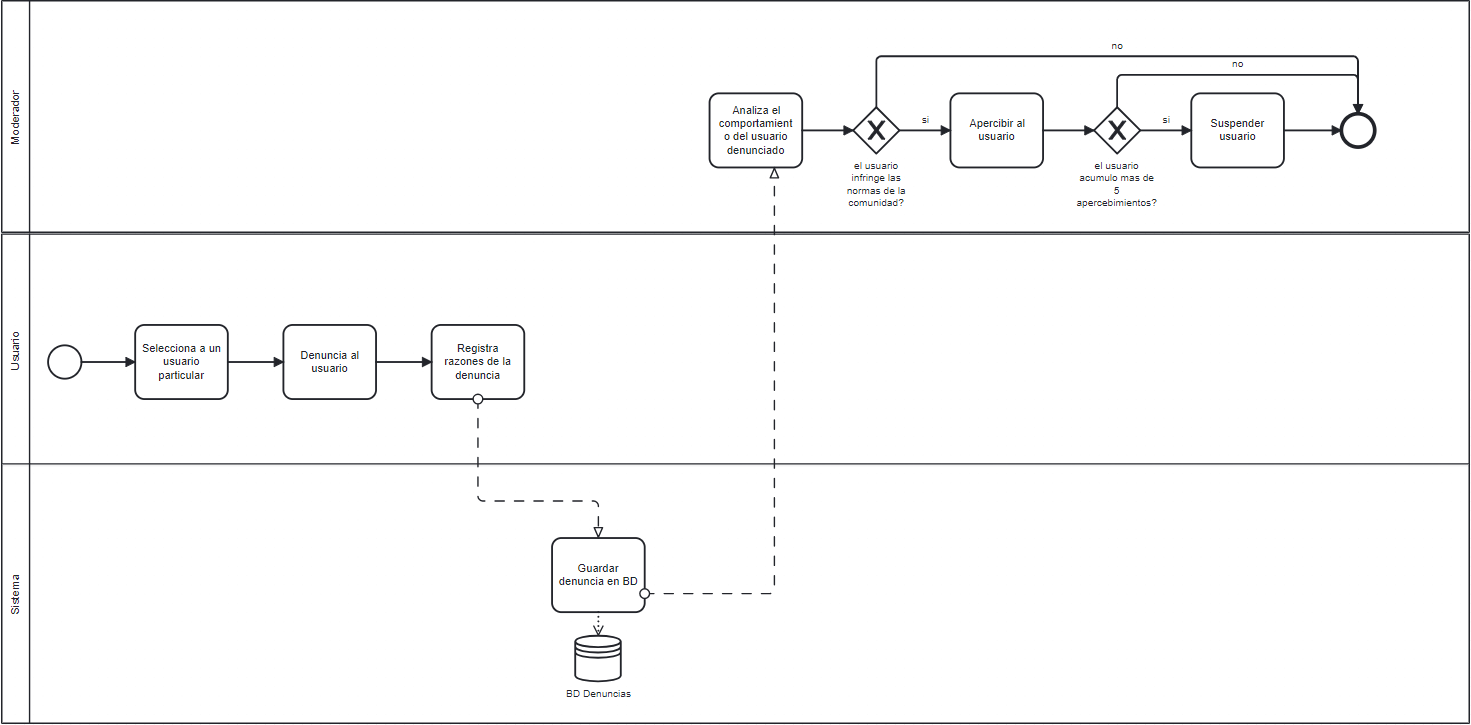 Moderador
no
no
Analiza el
comportamient
o del usuario
denunciado
si
Apercibir al
usuario
si
Suspender
usuario
el usuario
infringe las
normas de la
comunidad?
el usuario
acumulo mas de
5
apercebimientos?
Usuario
Selecciona a un
usuario
particular
Denuncia al
usuario
Registra
razones de la
denuncia
Sistema
Guardar
denuncia en BD
BD Denuncias